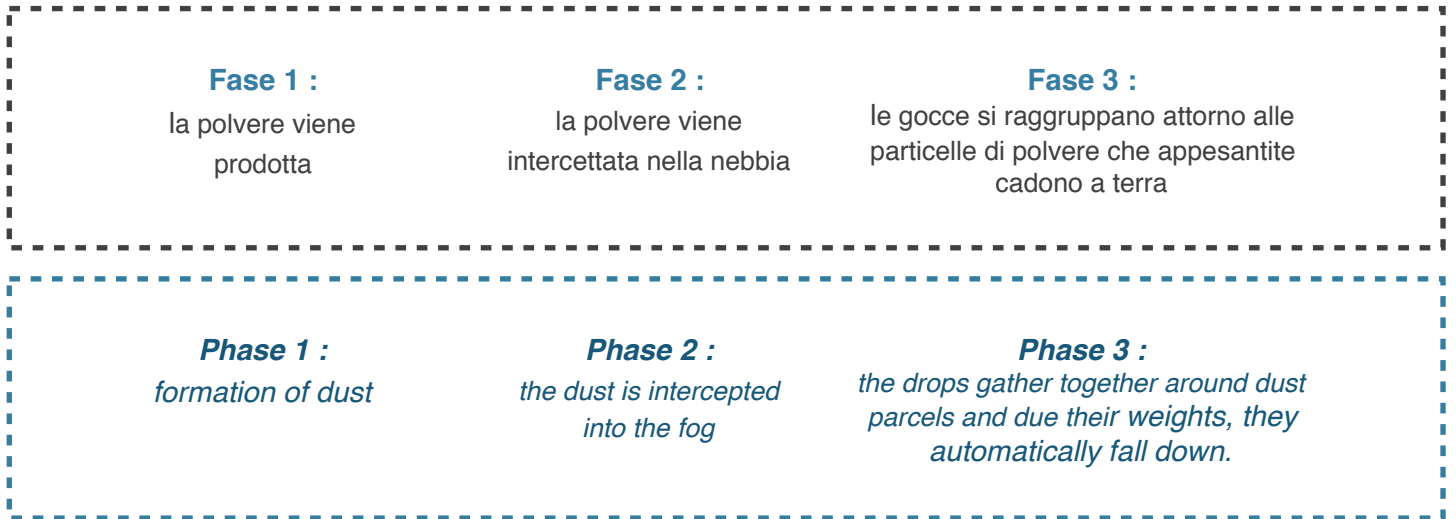 Fase 1 :
la polvere viene
prodotta
Fase 2 :
la polvere viene
intercettata nella nebbia
Fase 3 :
le gocce si raggruppano attorno alle
particelle di polvere che appesantite
cadono a terra
Phase 1 :
formation of dust
Phase 2 :
the dust is intercepted
into the fog
Phase 3 :
the drops gather together around dust
parcels and due their weights, they
automatically fall down.